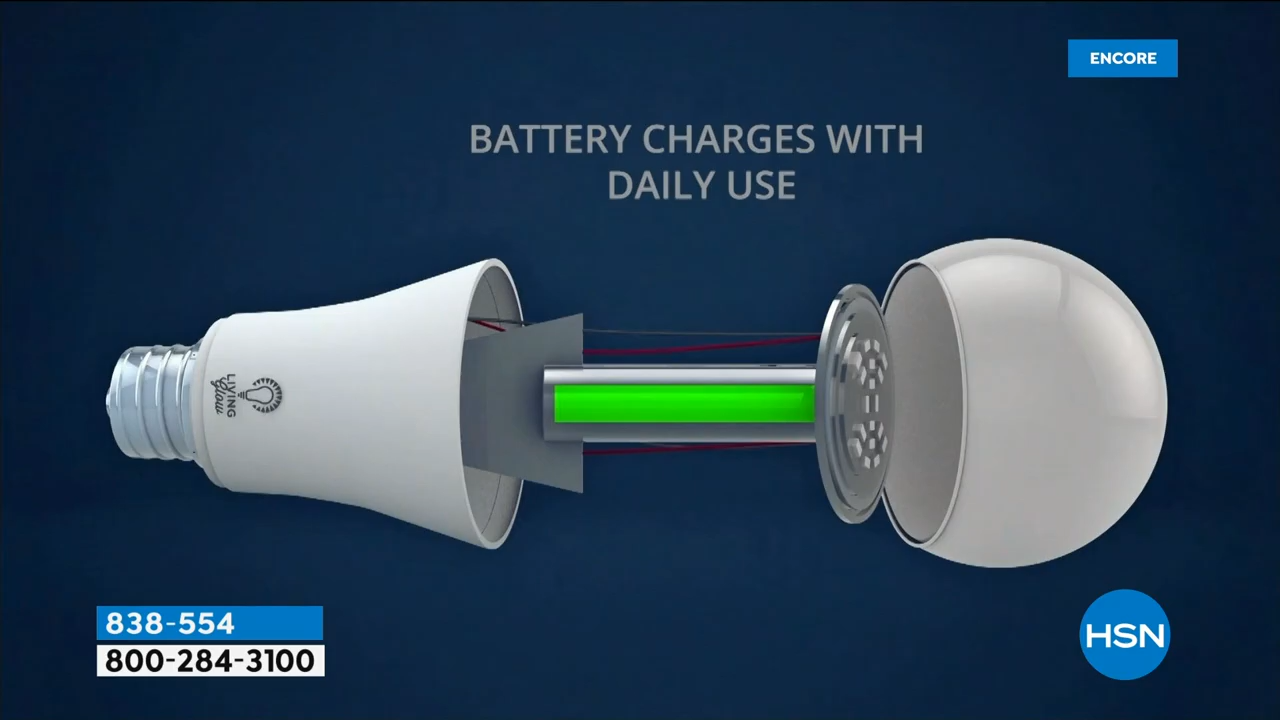 ENCORE
BATTERY CHARGES WITH
DAILY USE
LIVING
glow
838-554
800-284-3100
HSN